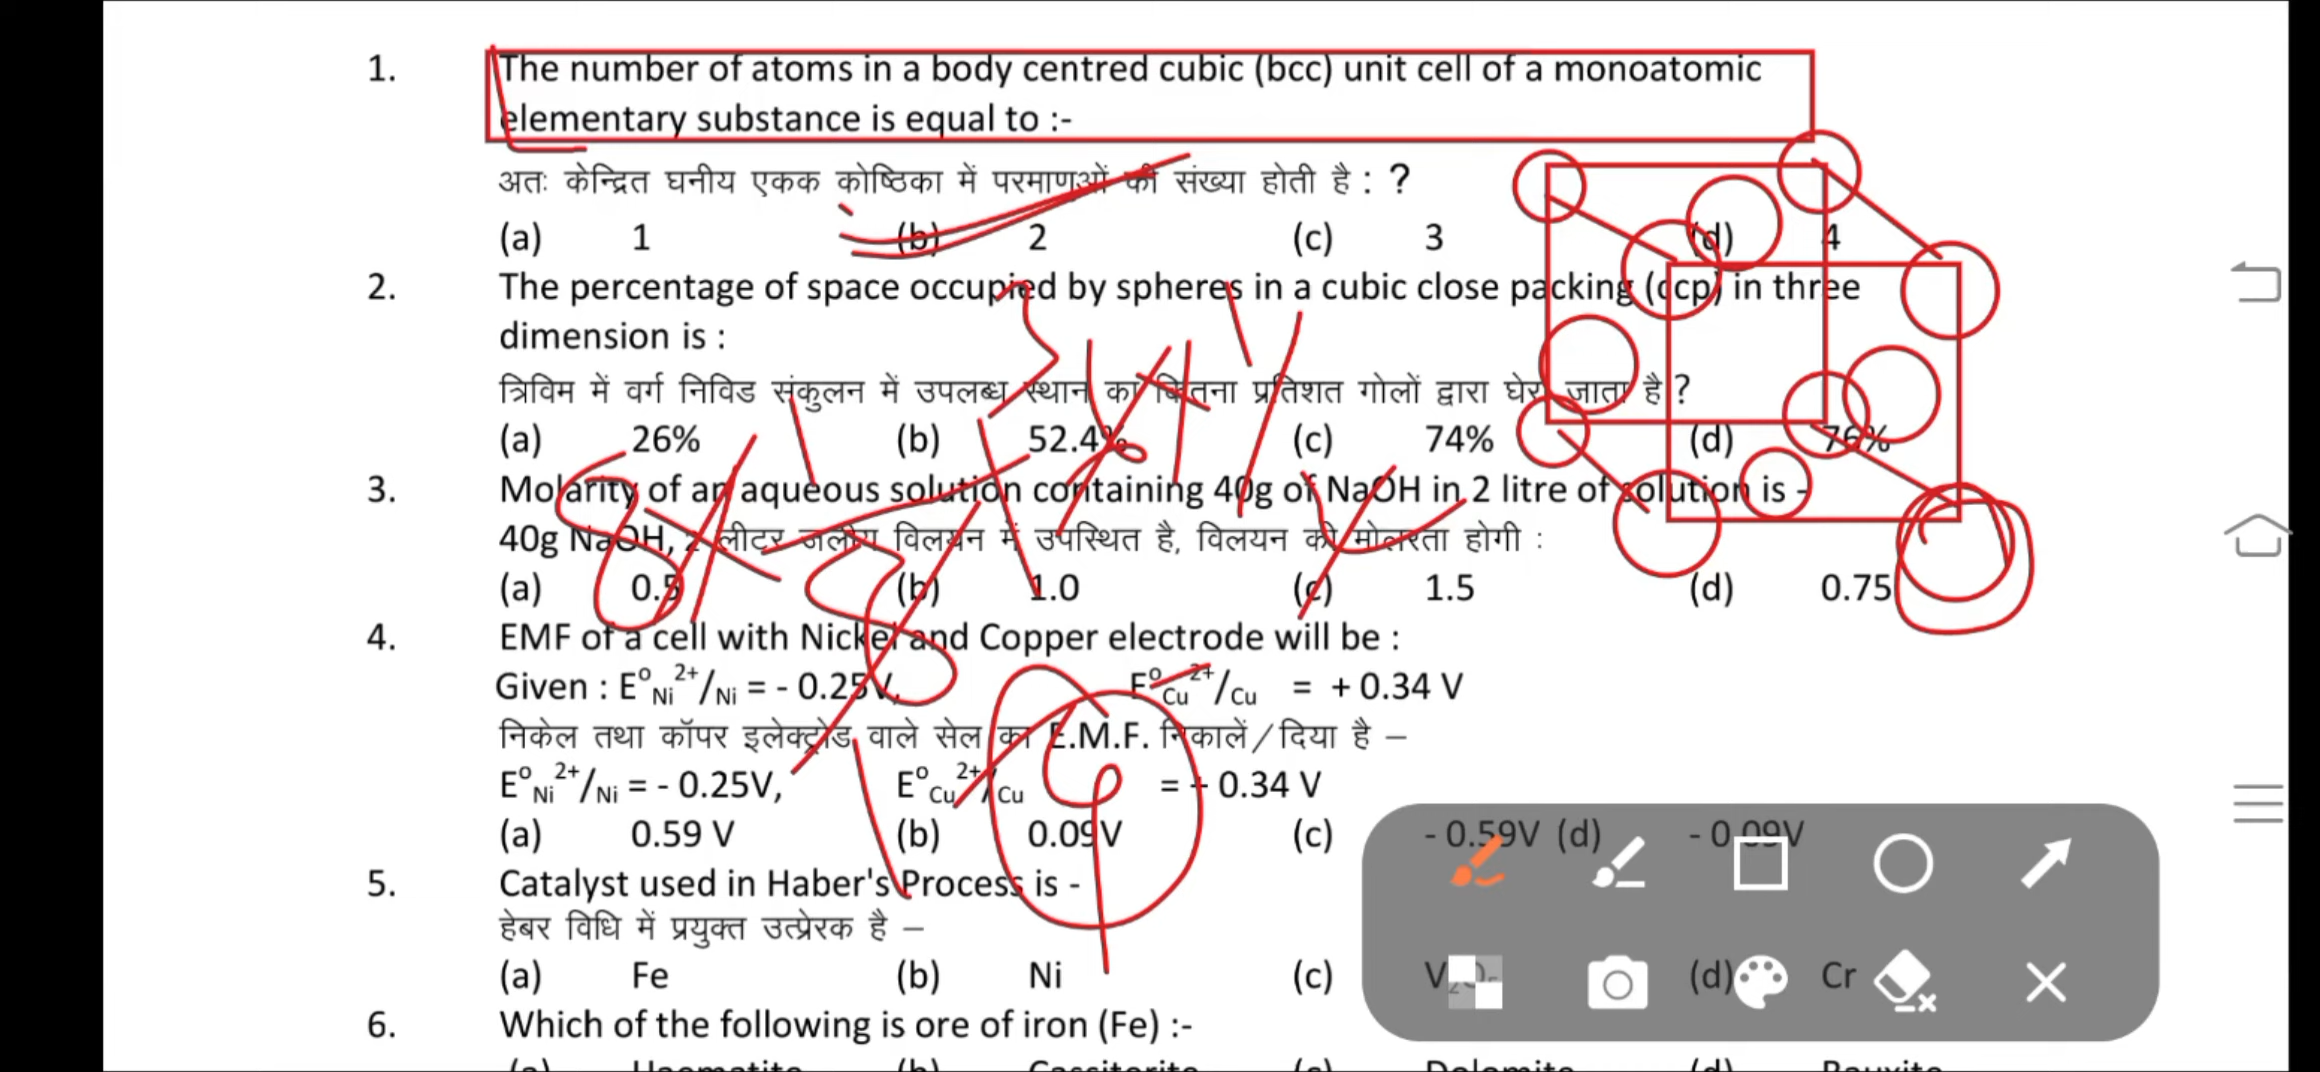 1. The number of atoms in a body centred cubic (bcc) unit cell of a monoatomic
elementary substance is equal to :-
अतः केन्द्रित घनीय एकक कोष्ठिका में परमाणुओं की संख्या होती है : ?
(a) 1 (b) 2 (c) 3 (d) 4
2. The percentage of space occupied by spheres in a cubic close packing (ccp) in three
dimension is :
त्रिविम में वर्ग निविड संकुलन में उपलब्ध स्थान का कितना प्रतिशत गोलों द्वारा घेरा जाता है ?
(a) 26% (b) 52.4% (c) 74% (d) 76%
3. Molarity of an aqueous solution containing 40g of NaOH in 2 litre of solution is -
40g NaOH, 2 लीटर जलीय विलयन में उपस्थित है, विलयन की मोलरता होगी :
(a) 0.5 (b) 1.0 (c) 1.5 (d) 0.75
4. EMF of a cell with Nickel and Copper electrode will be :
Given : E°Ni²⁺/Ni = - 0.25V, E°Cu²⁺/Cu = + 0.34 V
निकेल तथा कॉपर इलेक्ट्रोड वाले सेल का E.M.F. निकालें / दिया है –
E°Ni²⁺/Ni = - 0.25V, E°Cu²⁺/Cu = + 0.34 V
(a) 0.59 V (b) 0.09V (c) - 0.59V (d) - 0.09V
5. Catalyst used in Haber's Process is -
हेबर विधि में प्रयुक्त उत्प्रेरक है –
(a) Fe (b) Ni (c) V₂O₅ (d) Cr
6. Which of the following is ore of iron (Fe) :-
(a) Haematite (b) Cassiterite (c) Dolomite (d) Bauxite